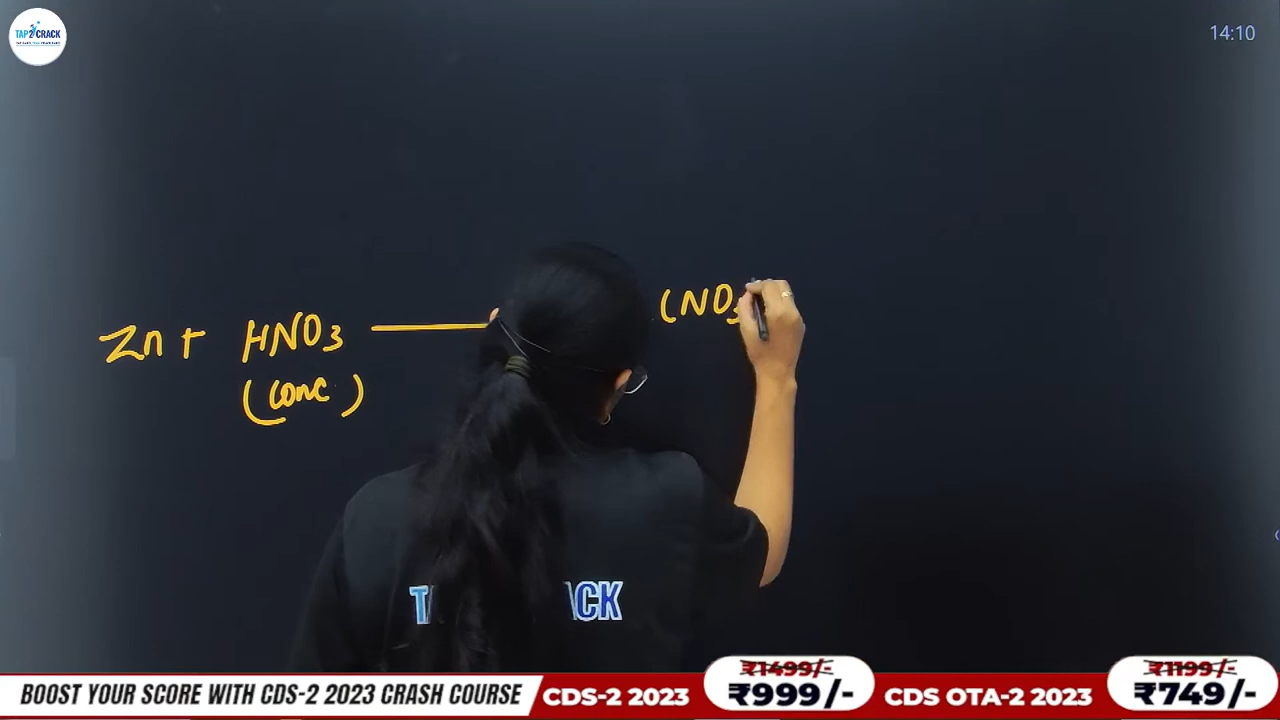 TAP2CRACK
14:10
Zn + HNO3 (NO3
(conc)
T CK
BOOST YOUR SCORE WITH CDS-2 2023 CRASH COURSE CDS-2 2023 ₹1499/- ₹999/- CDS OTA-2 2023 ₹1199/- ₹749/-